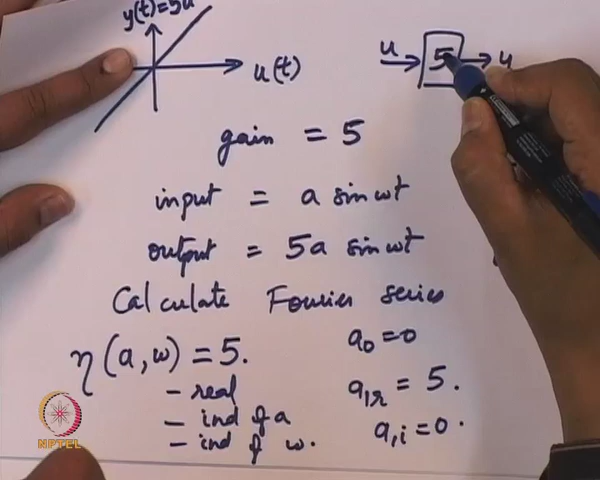 y(t)=5u
u(t)
u 5 y
gain = 5
input = a sin ωt
output = 5a sin ωt
Calculate Fourier series
η(a, ω) = 5.
- real
- ind of a
- ind of ω.
a₀ = 0
a₁ᵣ = 5.
a₁ᵢ = 0.
NPTEL